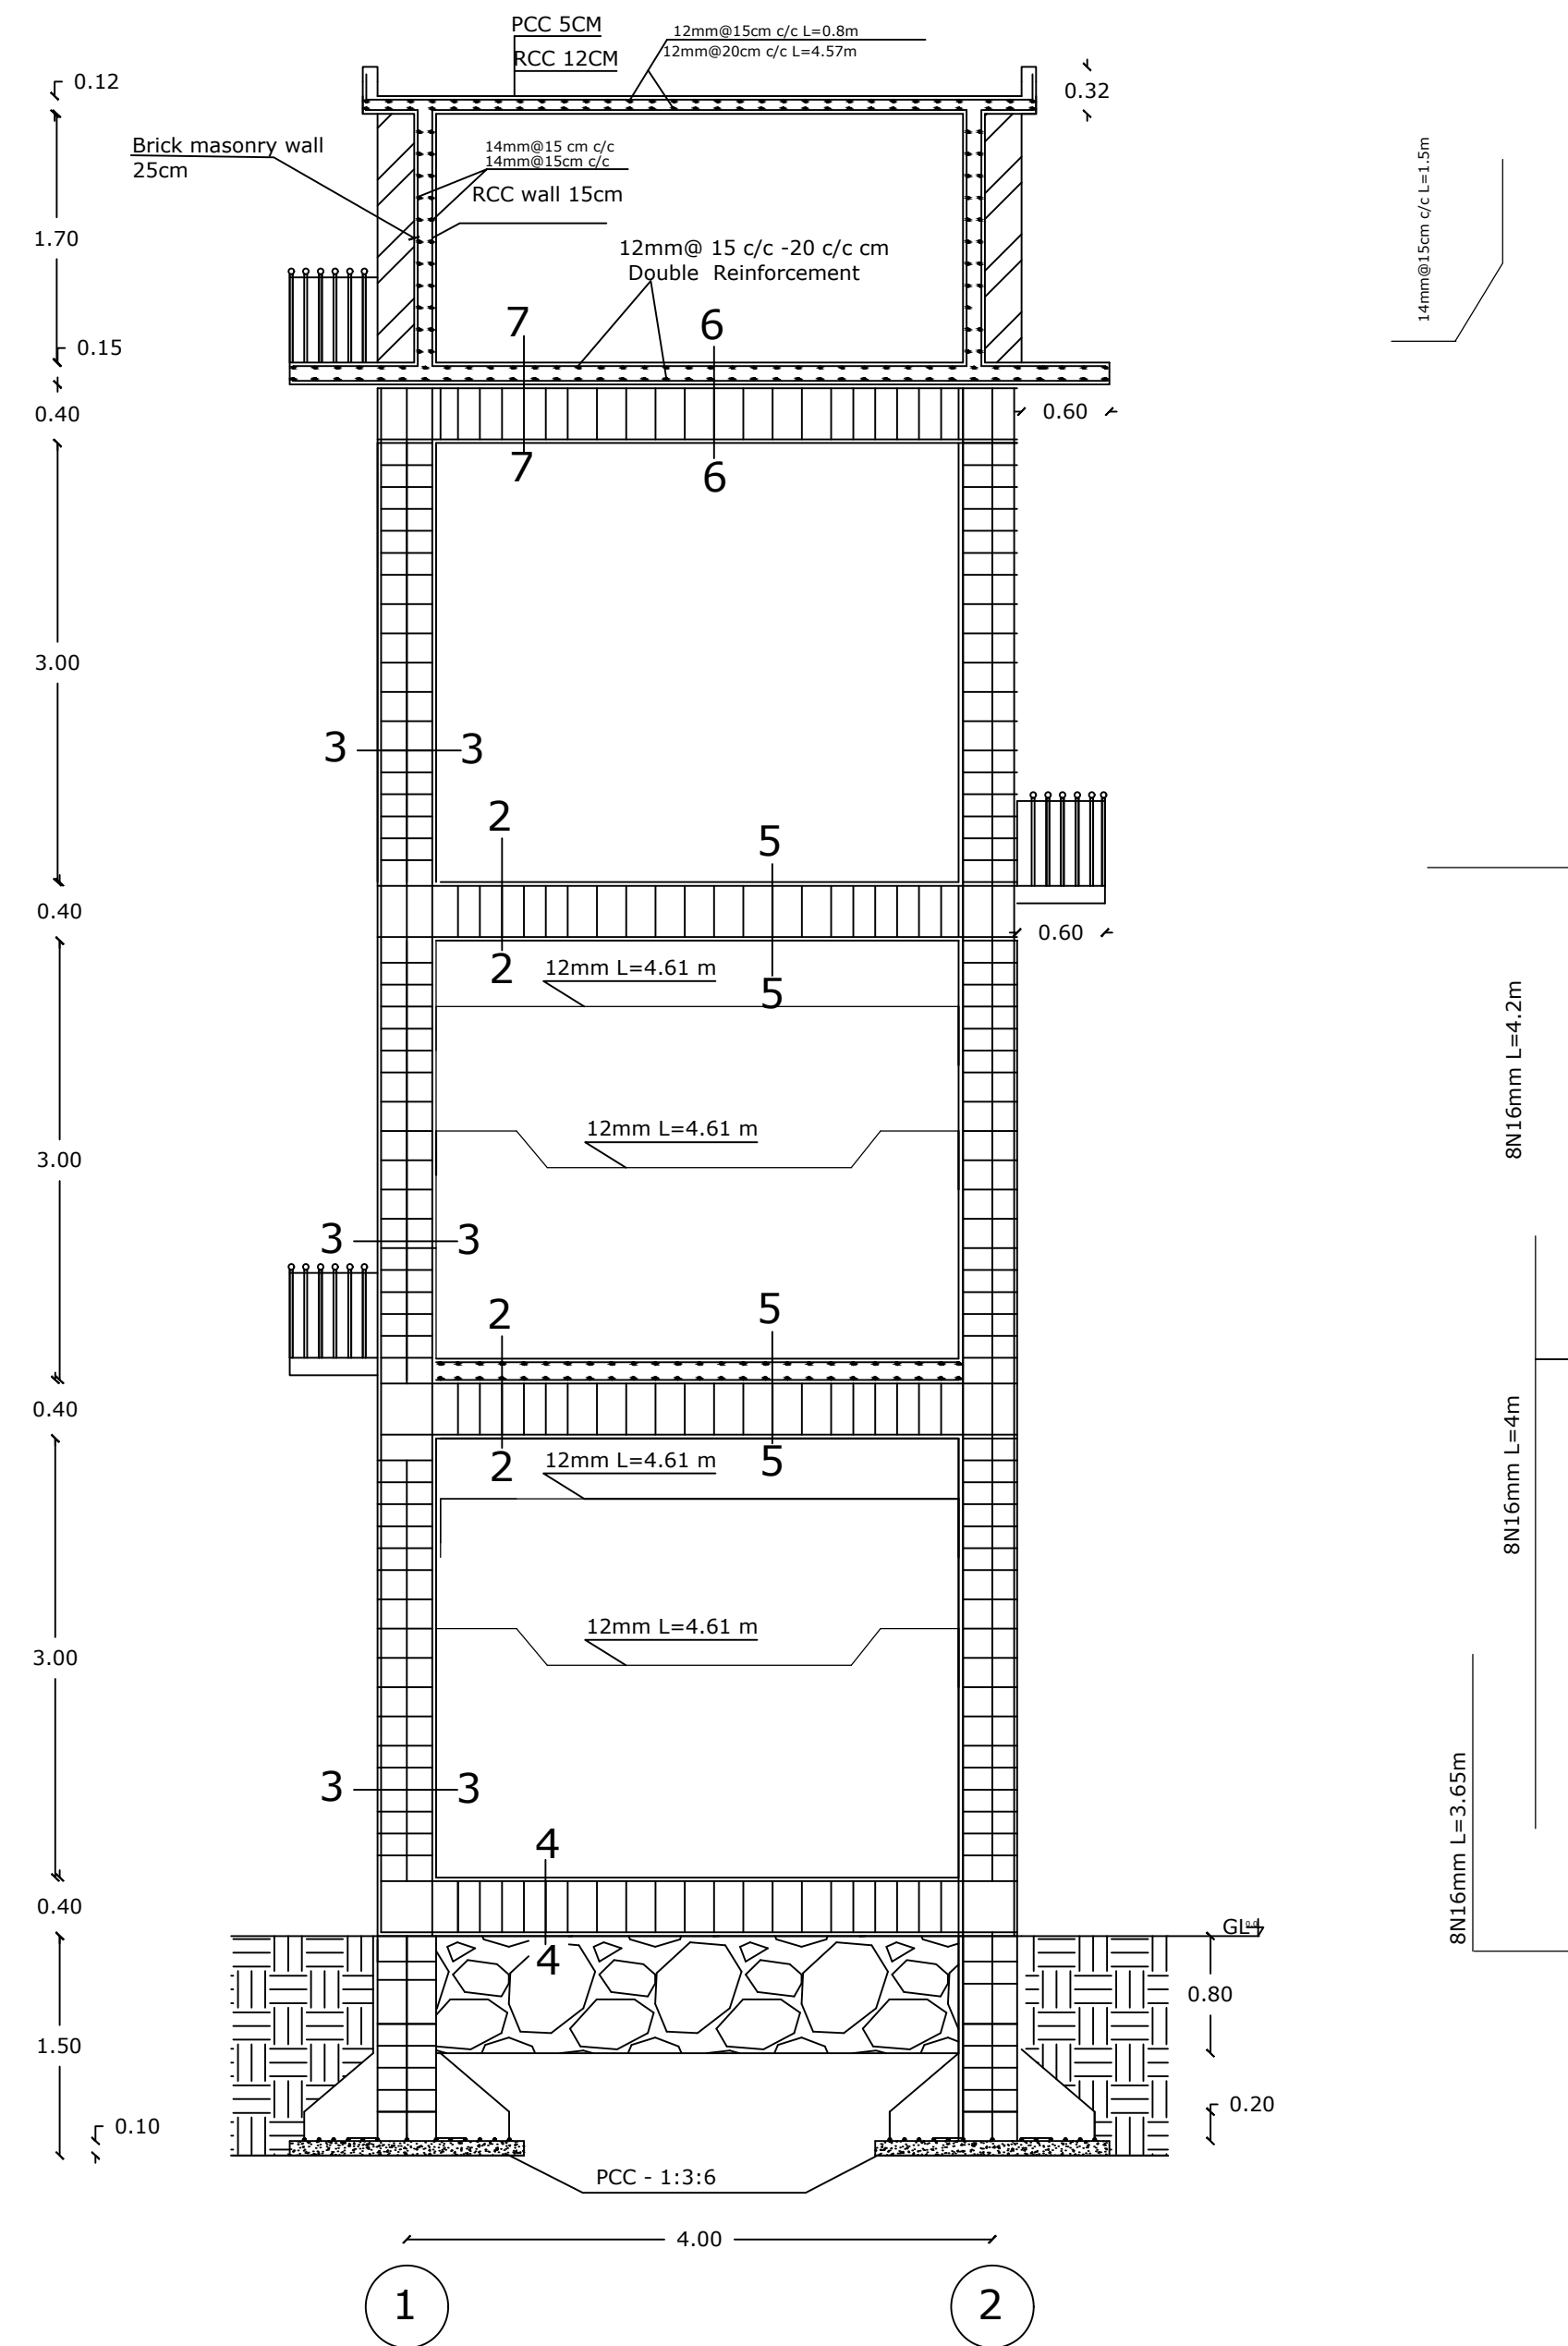 PCC 5CM
RCC 12CM
12mm@15cm c/c L=0.8m
12mm@20cm c/c L=4.57m
0.12
0.32
Brick masonry wall
25cm
14mm@15 cm c/c
14mm@15cm c/c
RCC wall 15cm
14mm@15cm c/c L=1.5m
1.70
12mm@ 15 c/c -20 c/c cm
Double  Reinforcement
7
6
0.15
0.40
0.60
7
6
3.00
3
3
2
5
0.40
0.60
2
5
12mm L=4.61 m
8N16mm L=4.2m
12mm L=4.61 m
3.00
3
3
2
5
0.40
8N16mm L=4m
2
5
12mm L=4.61 m
12mm L=4.61 m
3.00
3
3
8N16mm L=3.65m
4
0.40
GL
4
0.80
1.50
0.20
0.10
PCC - 1:3:6
4.00
1
2